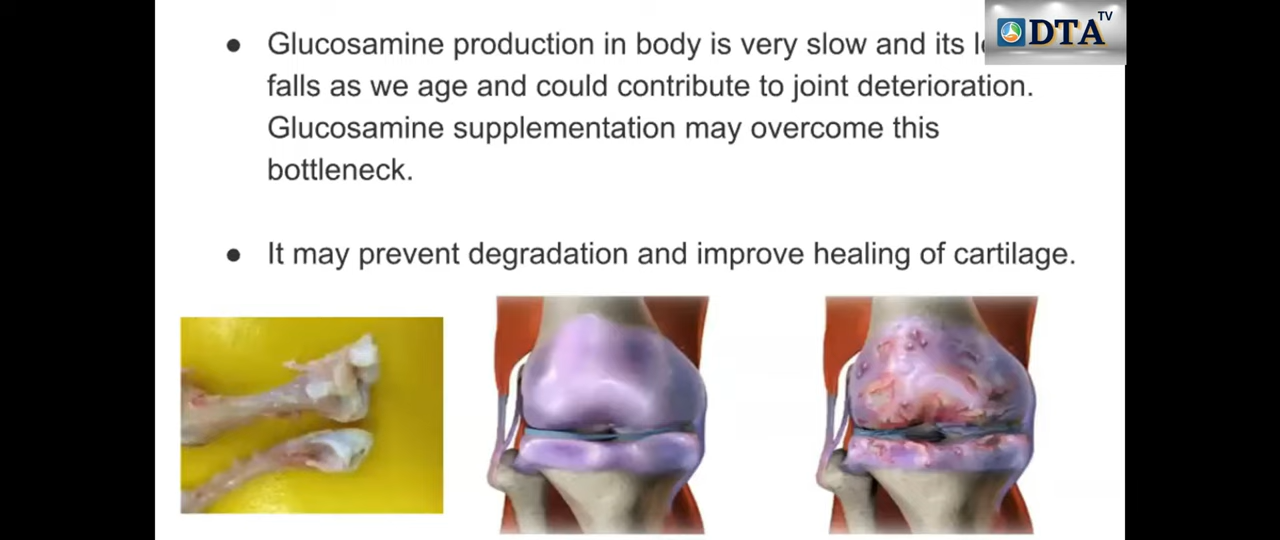 Glucosamine production in body is very slow and its
falls as we age and could contribute to joint deterioration.
Glucosamine supplementation may overcome this
bottleneck.
It may prevent degradation and improve healing of cartilage.
DTA TV